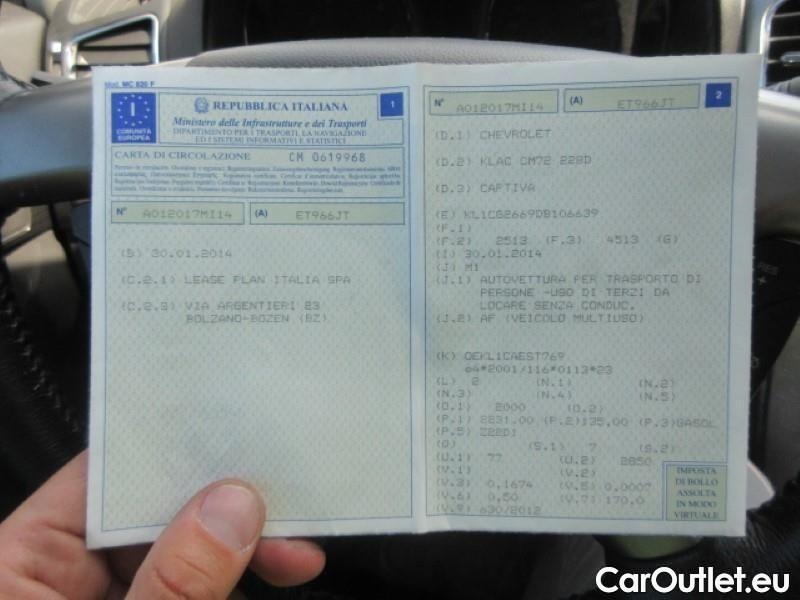 Mod. MC 820 F
I
COMUNITÀ
EUROPEA
REPUBBLICA ITALIANA
1
Ministero delle Infrastrutture e dei Trasporti
DIPARTIMENTO PER I TRASPORTI, LA NAVIGAZIONE
ED I SISTEMI INFORMATIVI E STATISTICI
CARTA DI CIRCOLAZIONE CM 0619968
N° A012017MI14 (A) ET966JT
(B) 30.01.2014
(C.2.1) LEASE PLAN ITALIA SPA
(C.2.3) VIA ARGENTIERI 23
BOLZANO-BOZEN (BZ)
N° A012017MI14 (A) ET966JT 2
(D.1) CHEVROLET
(D.2) KLAC CM72 22BD
(D.3) CAPTIVA
(E) KL1CG2669DB106639
(F.1)
(F.2) 2513 (F.3) 4513 (G)
(I) 30.01.2014
(J) M1
(J.1) AUTOVETTURA PER TRASPORTO DI
PERSONE -USO DI TERZI DA
LOCARE SENZA CONDUC.
(J.2) AF (VEICOLO MULTIUSO)
(K) OEKL1CAEST769
e4*2001/116*0113*23
(L) 2 (N.1) (N.2)
(N.3) (N.4) (N.5)
(O.1) 2000 (O.2)
(P.1) 2231,00 (P.2)135,00 (P.3)GASOL
(P.5) Z22D1
(Q) (S.1) 7 (S.2)
(U.1) 77 (U.2) 2850
(V.1) (V.2)
(V.3) 0,1674 (V.5) 0,0007
(V.6) 0,50 (V.7) 170,0
(V.9) 630/2012
IMPOSTA
DI BOLLO
ASSOLTA
IN MODO
VIRTUALE
RES
CarOutlet.eu